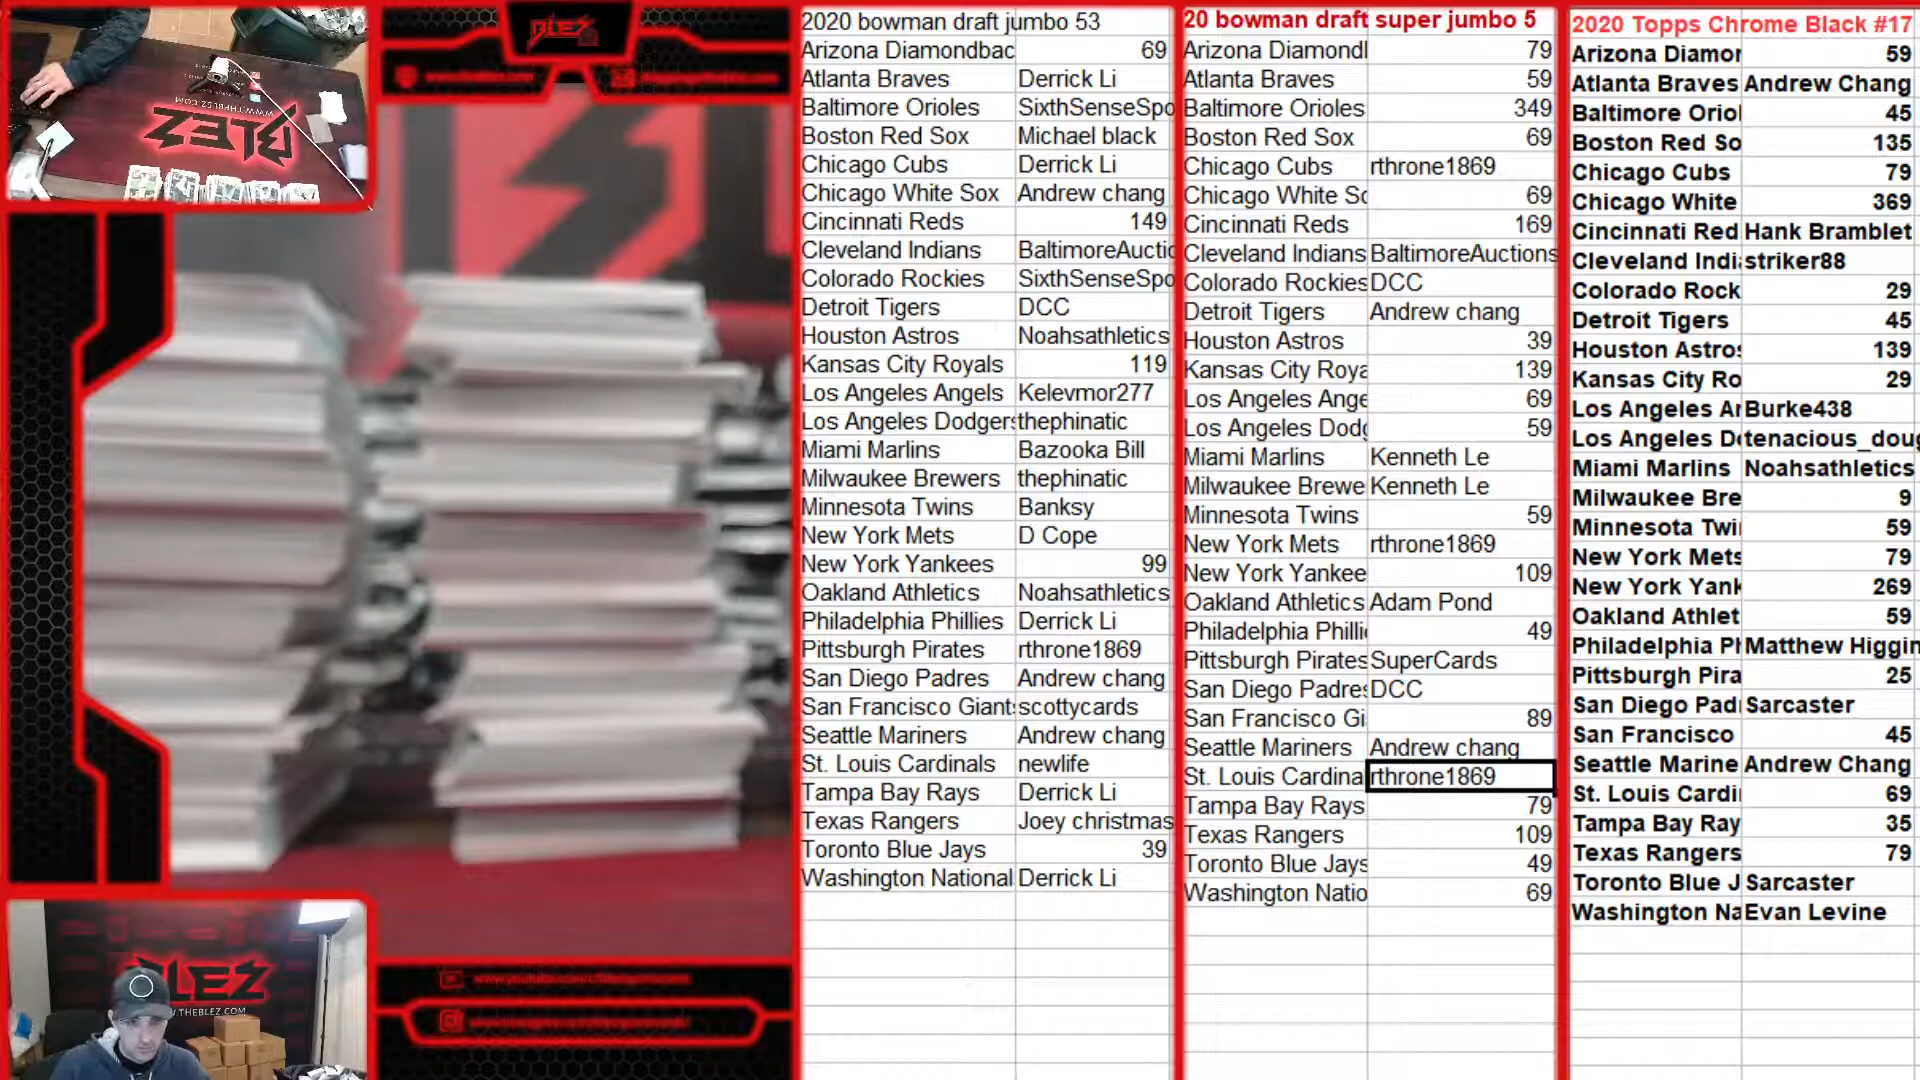 BLEZ
WWW.THEBLEZ.COM
BLEZ
BLEZ
W.THEBLEZ.COM
2020 bowman draft jumbo 53
Arizona Diamondbac 69
Atlanta Braves Derrick Li
Baltimore Orioles SixthSenseSpo
Boston Red Sox Michael black
Chicago Cubs Derrick Li
Chicago White Sox Andrew chang
Cincinnati Reds 149
Cleveland Indians BaltimoreAuctio
Colorado Rockies SixthSenseSpo
Detroit Tigers DCC
Houston Astros Noahsathletics
Kansas City Royals 119
Los Angeles Angels Kelevmor277
Los Angeles Dodgers thephinatic
Miami Marlins Bazooka Bill
Milwaukee Brewers thephinatic
Minnesota Twins Banksy
New York Mets D Cope
New York Yankees 99
Oakland Athletics Noahsathletics
Philadelphia Phillies Derrick Li
Pittsburgh Pirates rthrone1869
San Diego Padres Andrew chang
San Francisco Giants scottycards
Seattle Mariners Andrew chang
St. Louis Cardinals newlife
Tampa Bay Rays Derrick Li
Texas Rangers Joey christmas
Toronto Blue Jays 39
Washington National Derrick Li
20 bowman draft super jumbo 5
Arizona Diamondl 79
Atlanta Braves 59
Baltimore Orioles 349
Boston Red Sox 69
Chicago Cubs rthrone1869
Chicago White So 69
Cincinnati Reds 169
Cleveland Indians BaltimoreAuctions
Colorado Rockies DCC
Detroit Tigers Andrew chang
Houston Astros 39
Kansas City Roya 139
Los Angeles Ange 69
Los Angeles Dodg 59
Miami Marlins Kenneth Le
Milwaukee Brewe Kenneth Le
Minnesota Twins 59
New York Mets rthrone1869
New York Yankee 109
Oakland Athletics Adam Pond
Philadelphia Philli 49
Pittsburgh Pirates SuperCards
San Diego Padres DCC
San Francisco Gi 89
Seattle Mariners Andrew chang
St. Louis Cardina rthrone1869
Tampa Bay Rays 79
Texas Rangers 109
Toronto Blue Jays 49
Washington Natio 69
2020 Topps Chrome Black #17
Arizona Diamor 59
Atlanta Braves Andrew Chang
Baltimore Oriol 45
Boston Red So 135
Chicago Cubs 79
Chicago White 369
Cincinnati Red Hank Bramblet
Cleveland Indi striker88
Colorado Rock 29
Detroit Tigers 45
Houston Astros 139
Kansas City Ro 29
Los Angeles Ar Burke438
Los Angeles Do tenacious_doug
Miami Marlins Noahsathletics
Milwaukee Bre 9
Minnesota Twi 59
New York Mets 79
New York Yank 269
Oakland Athlet 59
Philadelphia Ph Matthew Higgin
Pittsburgh Pira 25
San Diego Pad Sarcaster
San Francisco 45
Seattle Marine Andrew Chang
St. Louis Cardi 69
Tampa Bay Ray 35
Texas Rangers 79
Toronto Blue J Sarcaster
Washington Na Evan Levine